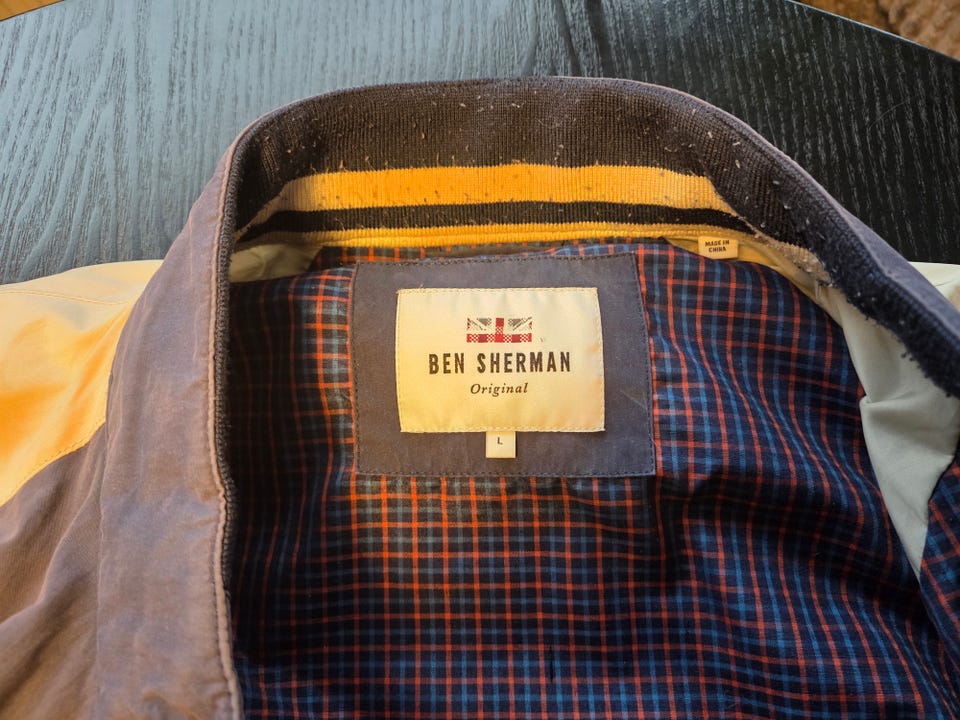 MADE IN
CHINA
BEN SHERMAN
Original
L